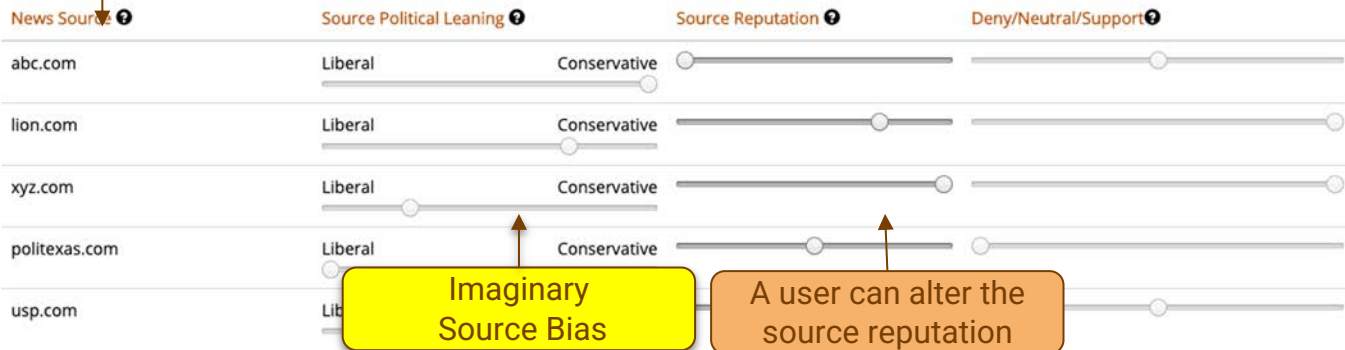 News Source ?
Source Political Leaning ?
Source Reputation ?
Deny/Neutral/Support ?
abc.com
Liberal
Conservative
lion.com
Liberal
Conservative
xyz.com
Liberal
Conservative
politexas.com
Liberal
Conservative
usp.com
Imaginary
Source Bias
A user can alter the
source reputation